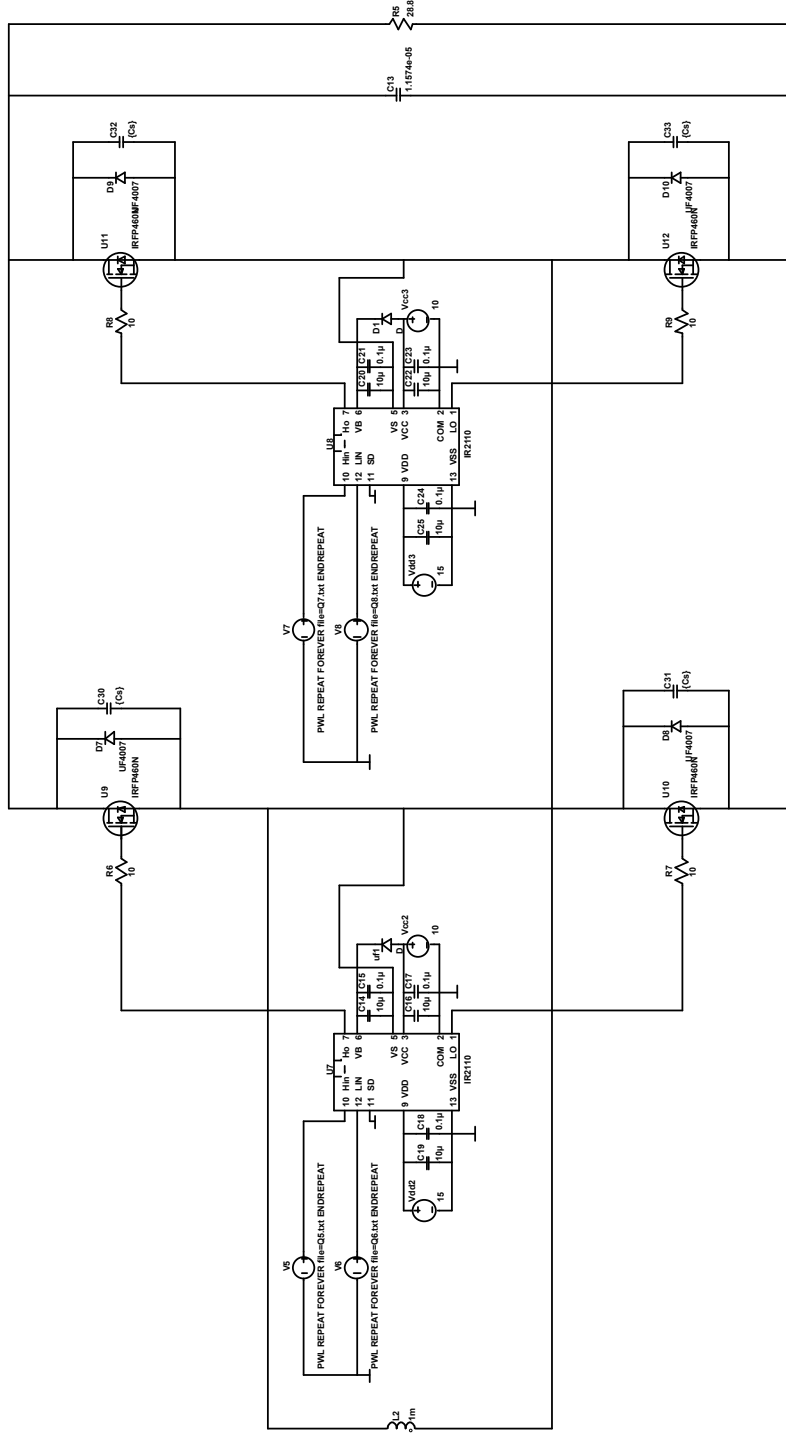 L2
1m
V5
PWL REPEAT FOREVER file=Q5.txt ENDREPEAT
V6
PWL REPEAT FOREVER file=Q6.txt ENDREPEAT
Vdd2
15
C19
10µ
C18
0.1µ
U7
IR2110
10 Hin
12 LIN
11 SD
9 VDD
13 VSS
Ho 7
VB 6
VS 5
VCC 3
COM 2
LO 1
C14
10µ
C15
0.1µ
C16
10µ
C17
0.1µ
uf1
D
Vcc2
10
R6
10
U9
IRFP460N
D7
UF4007
C30
{Cs}
R7
10
U10
IRFP460N
D8
UF4007
C31
{Cs}
V7
PWL REPEAT FOREVER file=Q7.txt ENDREPEAT
V8
PWL REPEAT FOREVER file=Q8.txt ENDREPEAT
Vdd3
15
C25
10µ
C24
0.1µ
U8
IR2110
10 Hin
12 LIN
11 SD
9 VDD
13 VSS
Ho 7
VB 6
VS 5
VCC 3
COM 2
LO 1
C20
10µ
C21
0.1µ
C22
10µ
C23
0.1µ
D1
D
Vcc3
10
R8
10
U11
IRFP460N
D9
UF4007
C32
{Cs}
R9
10
U12
IRFP460N
D10
UF4007
C33
{Cs}
C13
1.1574e-05
R5
28.8